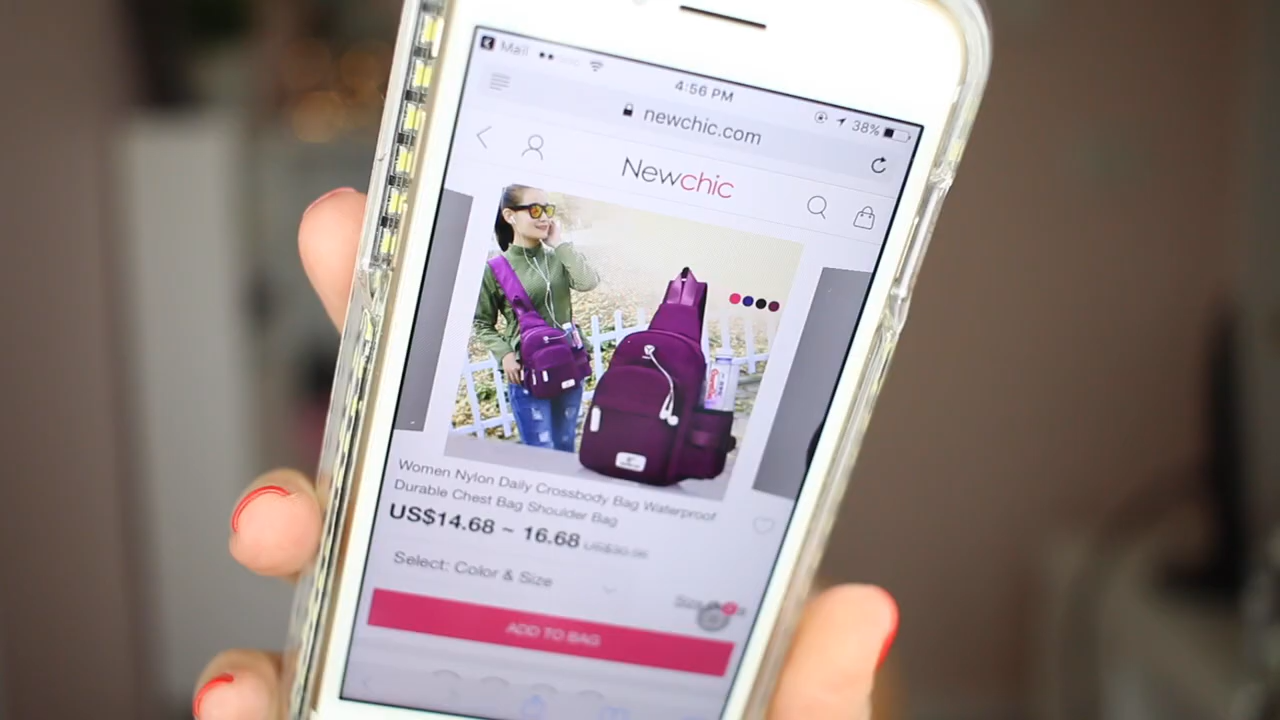 Mail
4:56 PM
38%
newchic.com
Newchic
Women Nylon Daily Crossbody Bag Waterproof
Durable Chest Bag Shoulder Bag
US$14.68 ~ 16.68
Select: Color & Size
Size
ADD TO BAG